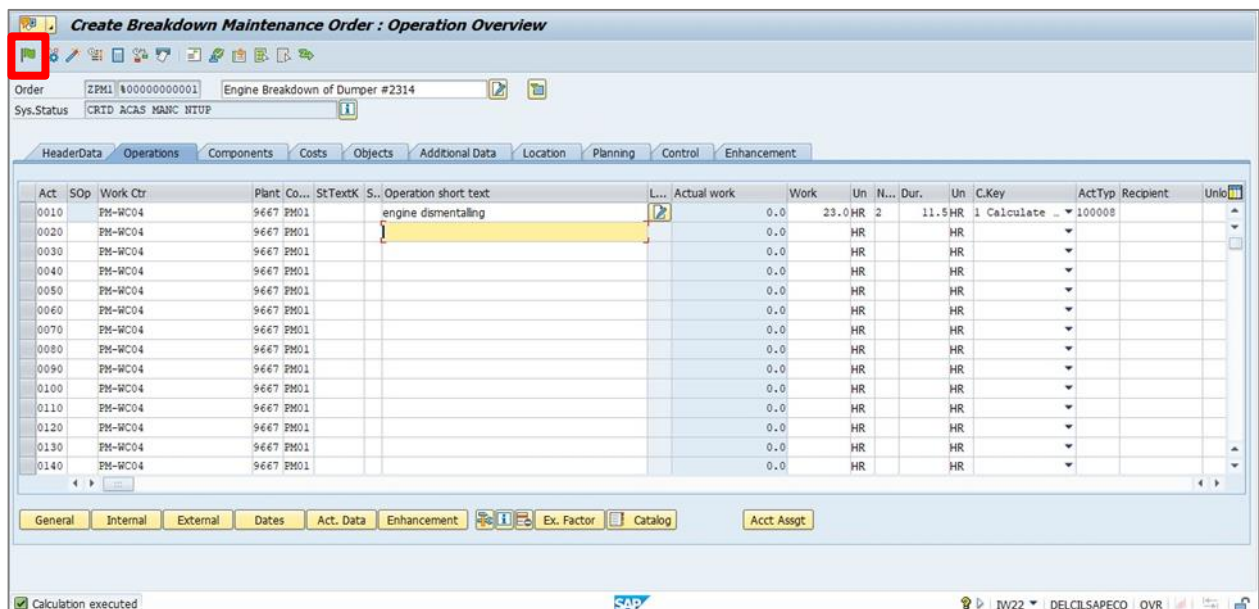 Create Breakdown Maintenance Order : Operation Overview
Order ZPM1 %00000000001 Engine Breakdown of Dumper #2314
Sys.Status CRTD ACAS MANC NTUP
HeaderData Operations Components Costs Objects Additional Data Location Planning Control Enhancement
Act SOp Work Ctr Plant Co... StTextK S... Operation short text L... Actual work Work Un N... Dur. Un C.Key ActTyp Recipient Unlo
0010 PM-WC04 9667 PM01 engine dismentalling 0.0 23.0 HR 2 11.5 HR 1 Calculate … 100008
0020 PM-WC04 9667 PM01 0.0 HR HR
0030 PM-WC04 9667 PM01 0.0 HR HR
0040 PM-WC04 9667 PM01 0.0 HR HR
0050 PM-WC04 9667 PM01 0.0 HR HR
0060 PM-WC04 9667 PM01 0.0 HR HR
0070 PM-WC04 9667 PM01 0.0 HR HR
0080 PM-WC04 9667 PM01 0.0 HR HR
0090 PM-WC04 9667 PM01 0.0 HR HR
0100 PM-WC04 9667 PM01 0.0 HR HR
0110 PM-WC04 9667 PM01 0.0 HR HR
0120 PM-WC04 9667 PM01 0.0 HR HR
0130 PM-WC04 9667 PM01 0.0 HR HR
0140 PM-WC04 9667 PM01 0.0 HR HR
General Internal External Dates Act. Data Enhancement Ex. Factor Catalog Acct Assgt
Calculation executed SAP IW22 DELCILSAPECO OVR